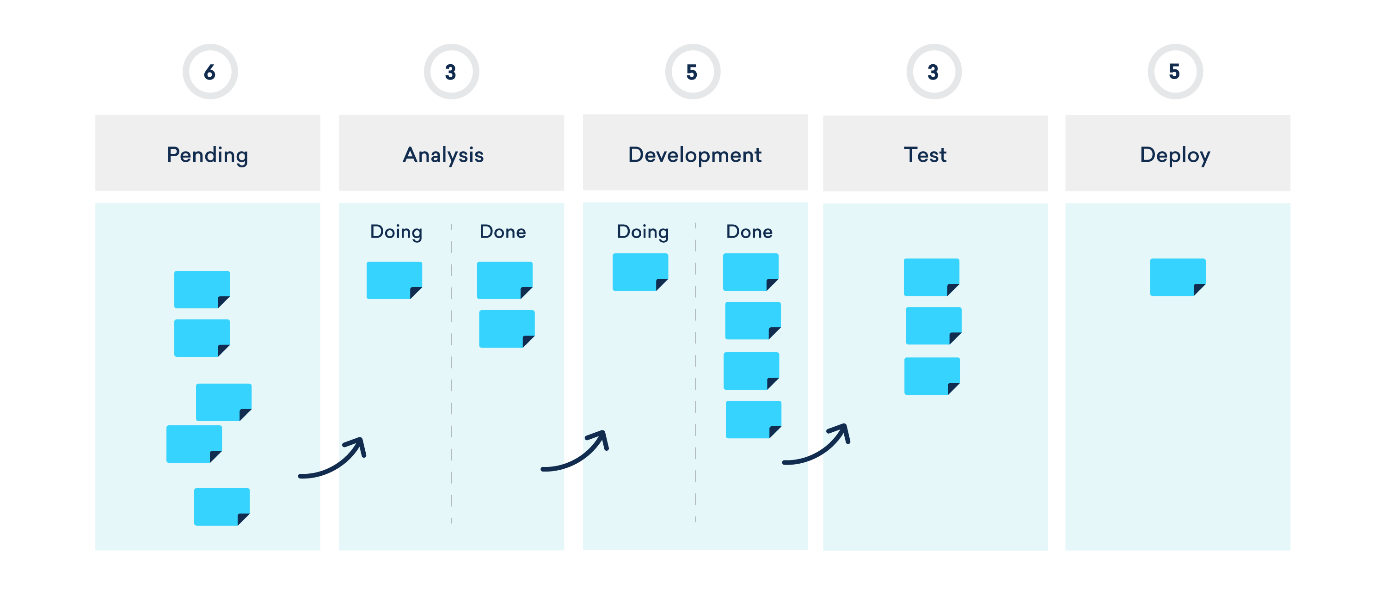 6
3
5
3
5
Pending
Analysis
Development
Test
Deploy
Doing
Done
Doing
Done